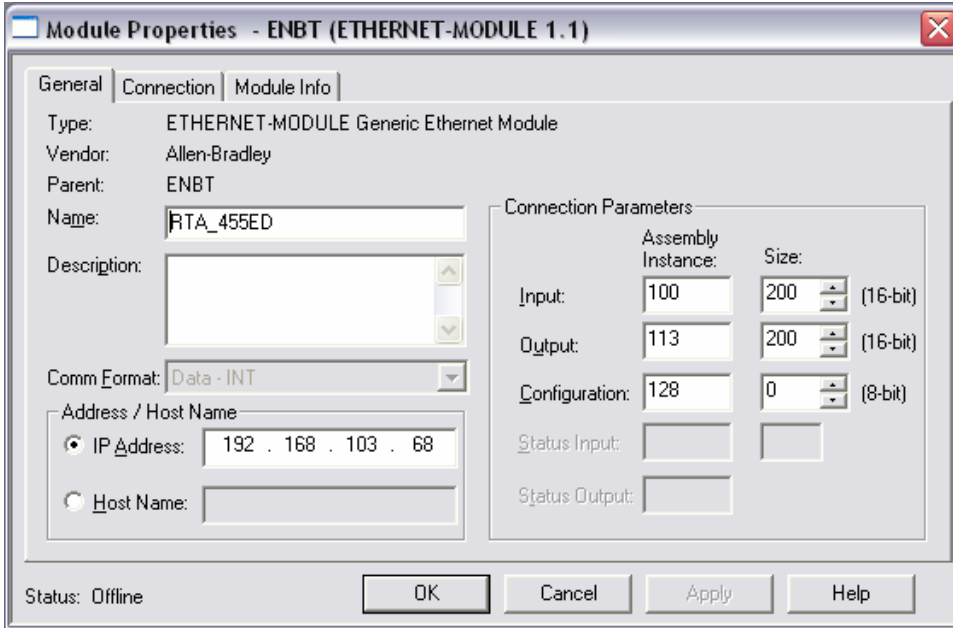 Module Properties - ENBT (ETHERNET-MODULE 1.1)
General Connection Module Info
Type: ETHERNET-MODULE Generic Ethernet Module
Vendor: Allen-Bradley
Parent: ENBT
Name: RTA_455ED
Description:
Comm Format: Data - INT
Address / Host Name
IP Address: 192 . 168 . 103 . 68
Host Name:
Connection Parameters
Assembly Instance: Size:
Input: 100 200 (16-bit)
Output: 113 200 (16-bit)
Configuration: 128 0 (8-bit)
Status Input:
Status Output:
Status: Offline OK Cancel Apply Help